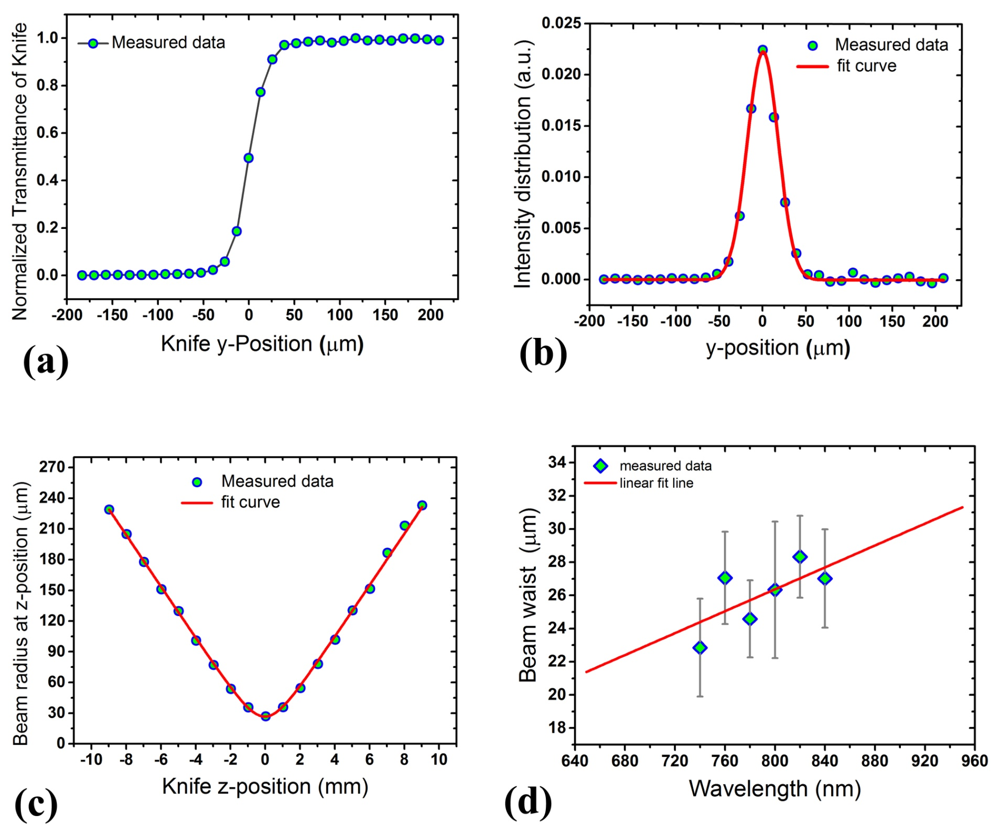 Normalized Transmittance of Knife
1.0
0.8
0.6
0.4
0.2
0.0
Measured data
-200 -150 -100 -50 0 50 100 150 200
Knife y-Position (μm)
(a)
Intensity distribution (a.u.)
0.025
0.020
0.015
0.010
0.005
0.000
Measured data
fit curve
-200 -150 -100 -50 0 50 100 150 200
y-position (μm)
(b)
Beam radius at z-position (μm)
270
240
210
180
150
120
90
60
30
0
Measured data
fit curve
-10 -8 -6 -4 -2 0 2 4 6 8 10
Knife z-position (mm)
(c)
Beam waist (μm)
34
32
30
28
26
24
22
20
18
measured data
linear fit line
640 680 720 760 800 840 880 920 960
Wavelength (nm)
(d)